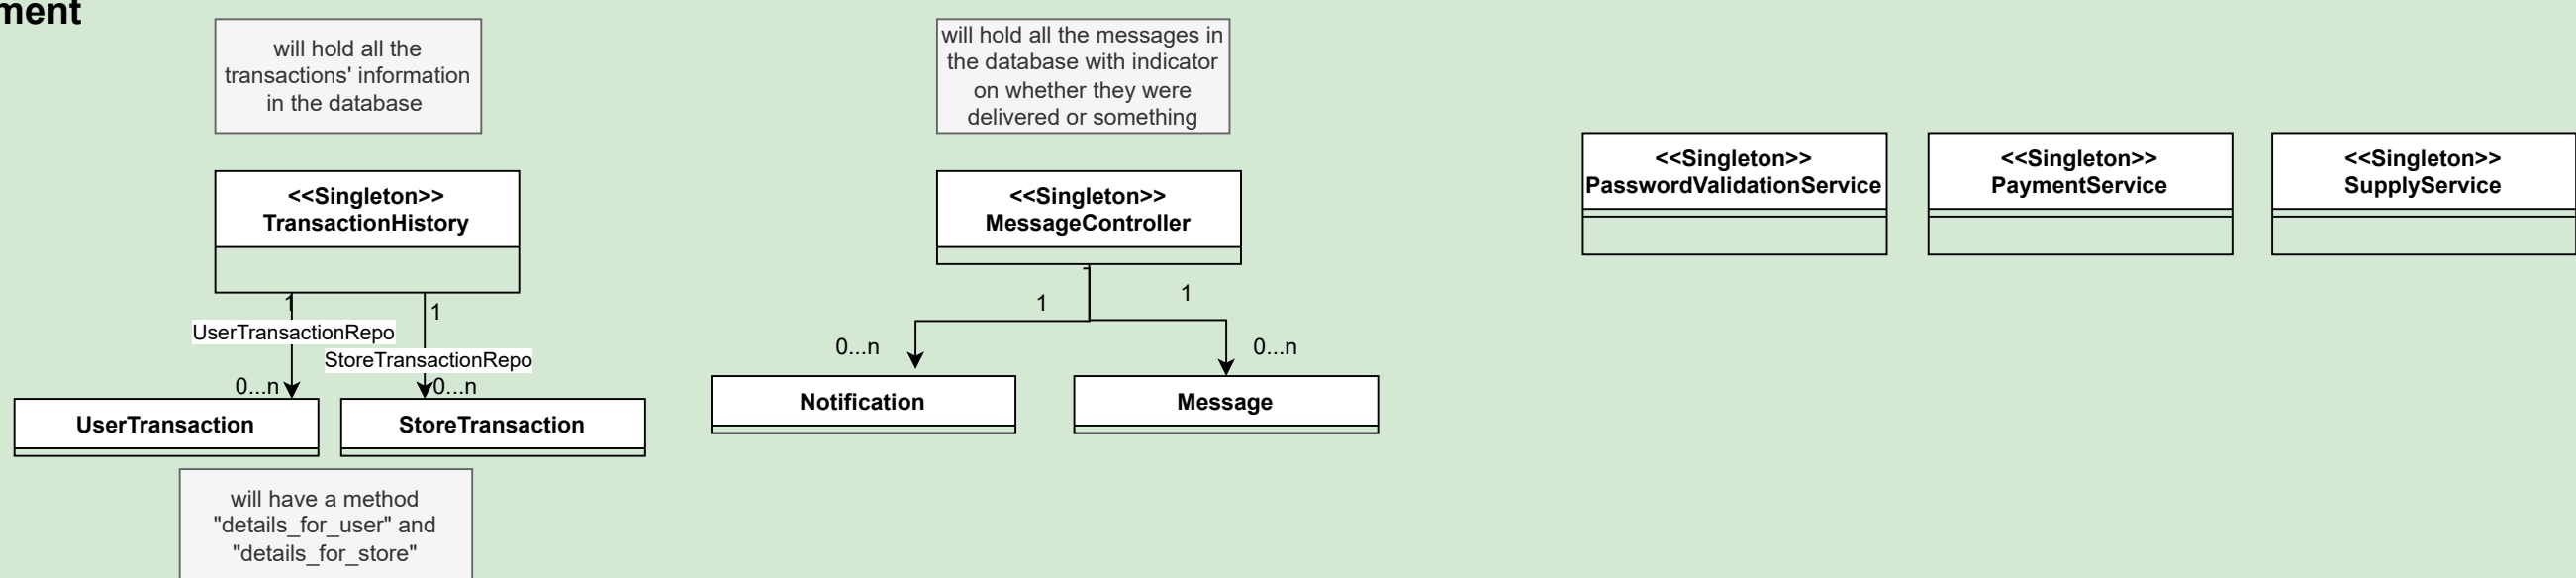 ment
will hold all the
transactions' information
in the database
<<Singleton>>
TransactionHistory
1
1
UserTransactionRepo
StoreTransactionRepo
0...n
0...n
UserTransaction
StoreTransaction
will have a method
"details_for_user" and
"details_for_store"
will hold all the messages in
the database with indicator
on whether they were
delivered or something
<<Singleton>>
MessageController
1
1
0...n
0...n
Notification
Message
<<Singleton>>
PasswordValidationService
<<Singleton>>
PaymentService
<<Singleton>>
SupplyService